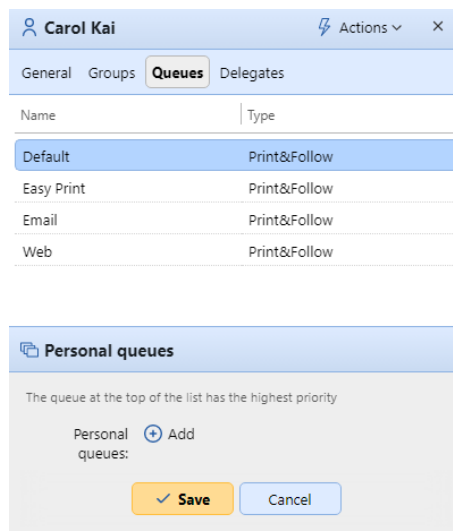 Carol Kai Actions
General Groups Queues Delegates
Name Type
Default Print&Follow
Easy Print Print&Follow
Email Print&Follow
Web Print&Follow
Personal queues
The queue at the top of the list has the highest priority
Personal Add
queues:
Save Cancel